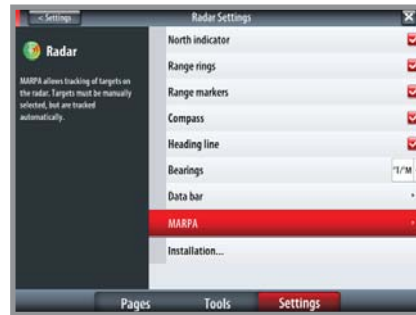 < Settings
Radar Settings
Radar
MARPA allows tracking of targets on
the radar. Targets must be manually
selected, but are tracked
automatically.
North indicator
Range rings
Range markers
Compass
Heading line
Bearings
°T/°M
Data bar
MARPA
Installation...
Pages
Tools
Settings